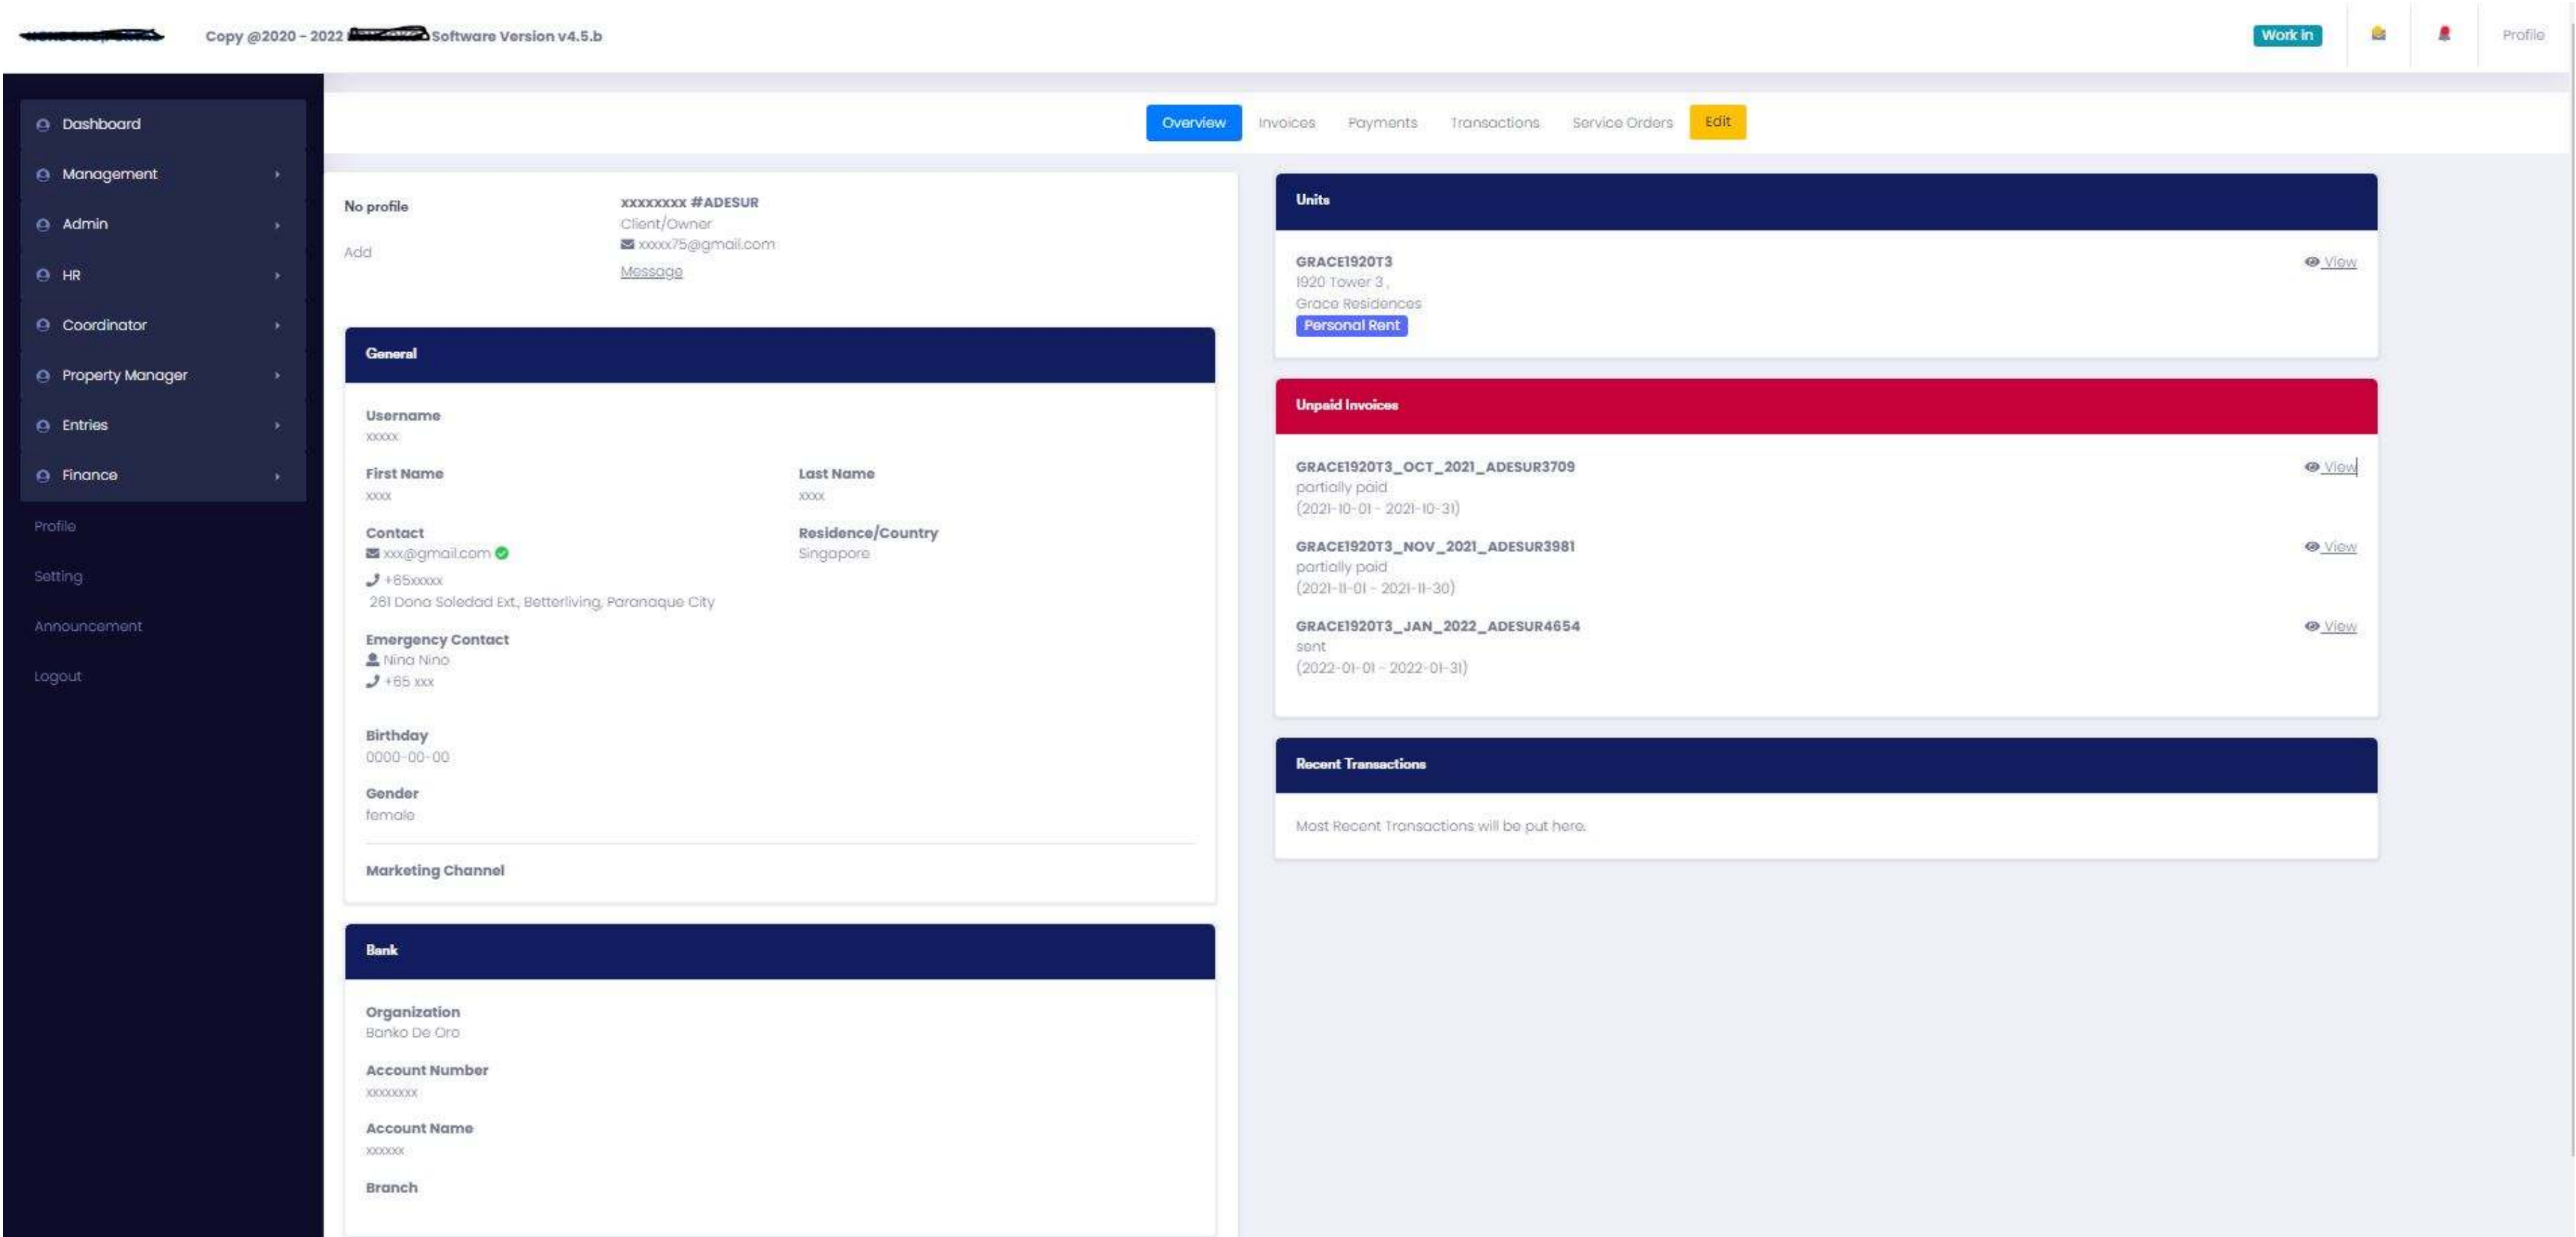 Copy @2020 - 2022
Software Version v4.5.b
Work in
Profile
Dashboard
Management
Admin
HR
Coordinator
Property Manager
Entries
Finance
Profile
Setting
Announcement
Logout
Overview
Invoices
Payments
Transactions
Service Orders
Edit
No profile
Add
xxxxxxxx #ADESUR
Client/Owner
xxxxx75@gmail.com
Message
General
Username
xxxxx
First Name
xxxx
Last Name
xxxx
Contact
xxx@gmail.com
+65xxxxx
261 Dona Soledad Ext., Betterliving, Paranaque City
Residence/Country
Singapore
Emergency Contact
Nina Nino
+65 xxx
Birthday
0000-00-00
Gender
female
Marketing Channel
Bank
Organization
Banko De Oro
Account Number
xxxxxxxx
Account Name
xxxxxx
Branch
Units
GRACE1920T3
View
1920 Tower 3 ,
Grace Residences
Personal Rent
Unpaid Invoices
GRACE1920T3_OCT_2021_ADESUR3709
View
partially paid
(2021-10-01 - 2021-10-31)
GRACE1920T3_NOV_2021_ADESUR3981
View
partially paid
(2021-11-01 - 2021-11-30)
GRACE1920T3_JAN_2022_ADESUR4654
View
sent
(2022-01-01 - 2022-01-31)
Recent Transactions
Most Recent Transactions will be put here.